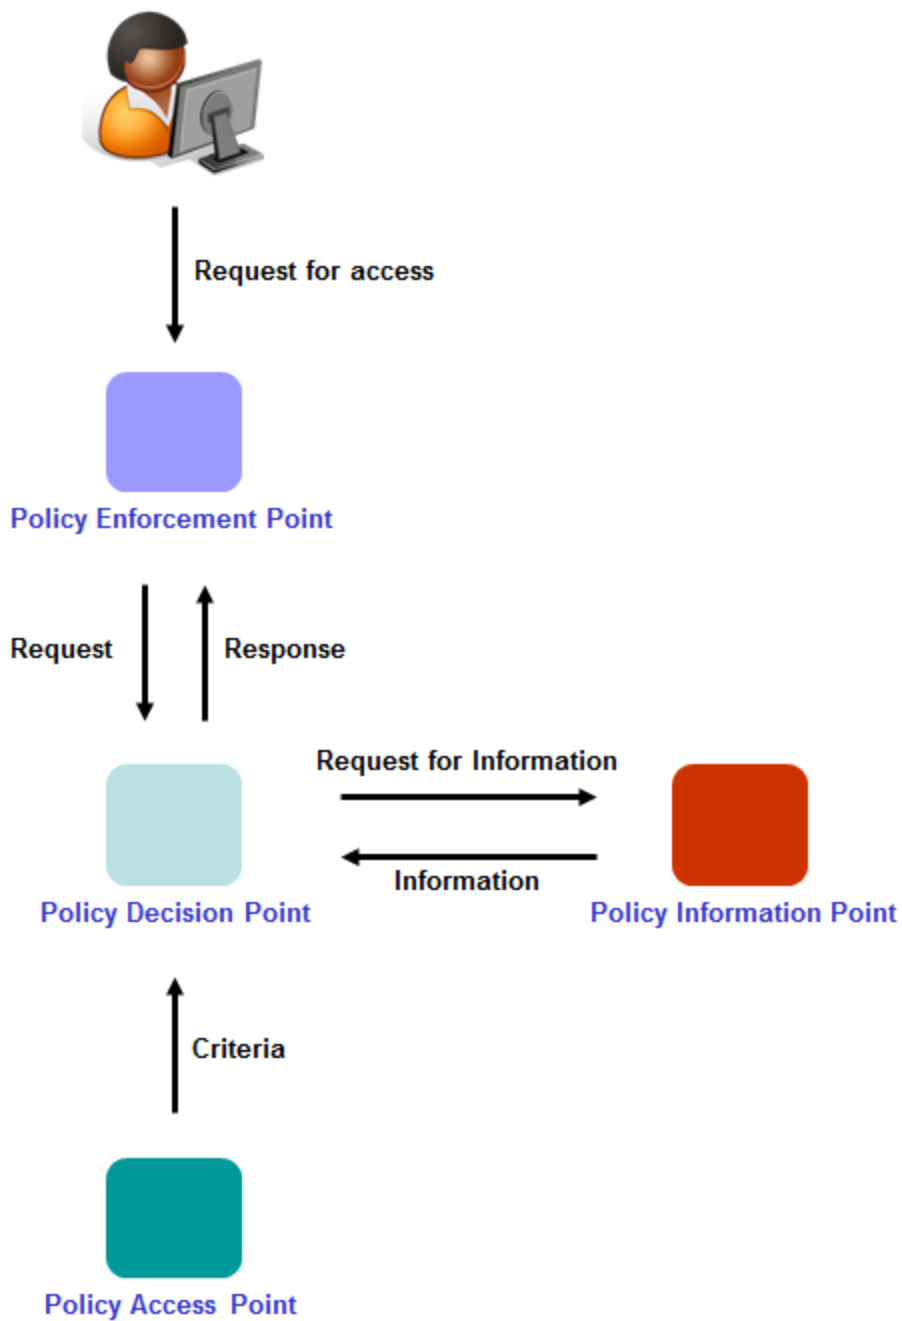 Request for access
Policy Enforcement Point
Request
Response
Request for Information
Information
Policy Decision Point
Policy Information Point
Criteria
Policy Access Point